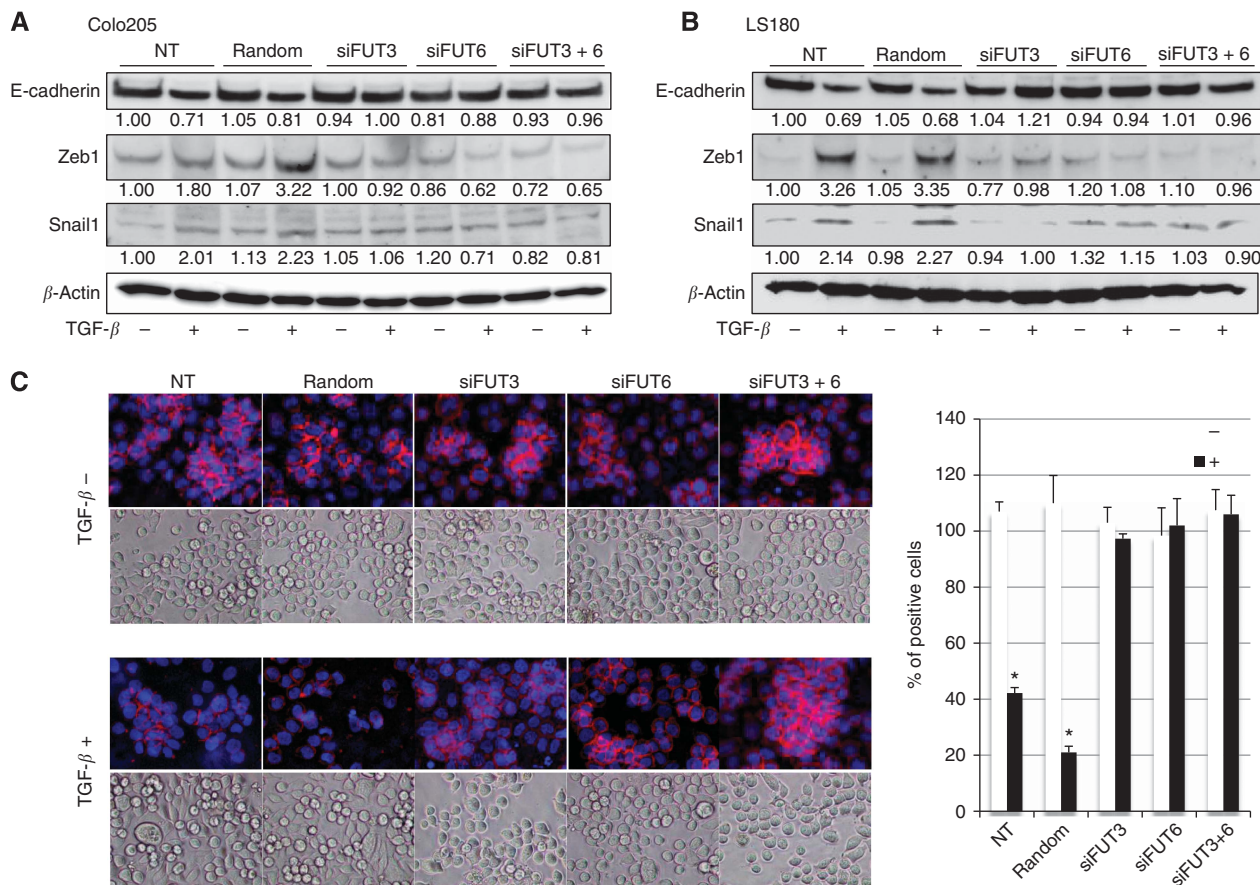 A
Colo205
NT Random siFUT3 siFUT6 siFUT3 + 6
E-cadherin
1.00 0.71 1.05 0.81 0.94 1.00 0.81 0.88 0.93 0.96
Zeb1
1.00 1.80 1.07 3.22 1.00 0.92 0.86 0.62 0.72 0.65
Snail1
1.00 2.01 1.13 2.23 1.05 1.06 1.20 0.71 0.82 0.81
β-Actin
TGF-β – + – + – + – + – +
B
LS180
NT Random siFUT3 siFUT6 siFUT3 + 6
E-cadherin
1.00 0.69 1.05 0.68 1.04 1.21 0.94 0.94 1.01 0.96
Zeb1
1.00 3.26 1.05 3.35 0.77 0.98 1.20 1.08 1.10 0.96
Snail1
1.00 2.14 0.98 2.27 0.94 1.00 1.32 1.15 1.03 0.90
β-Actin
TGF-β – + – + – + – + – +
C
NT Random siFUT3 siFUT6 siFUT3 + 6
TGF-β –
TGF-β +
% of positive cells
140
120
100
80
60
40
20
0
–
+
*
*
NT
Random
siFUT3
siFUT6
siFUT3+6